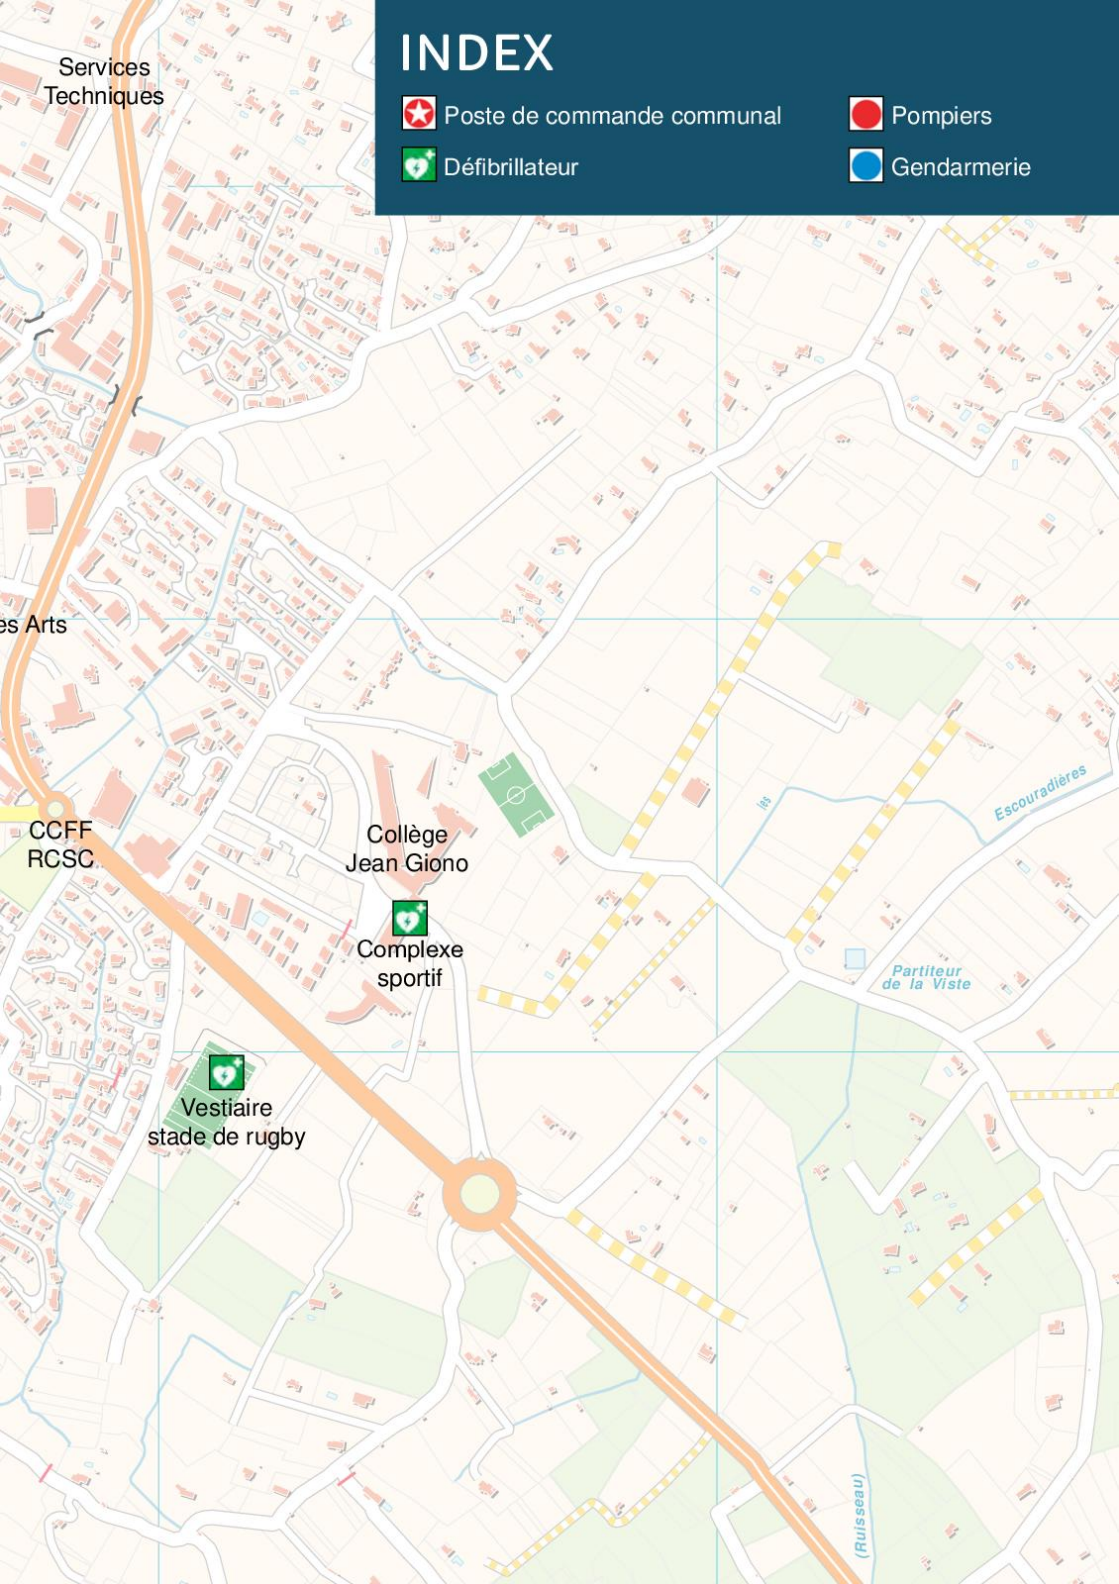 INDEX
Poste de commande communal
Pompiers
Défibrillateur
Gendarmerie
Services
Techniques
es Arts
CCFF
RCSC
Collège
Jean Giono
Complexe
sportif
Vestiaire
stade de rugby
les
Escouradières
Partiteur
de la Viste
(Ruisseau)